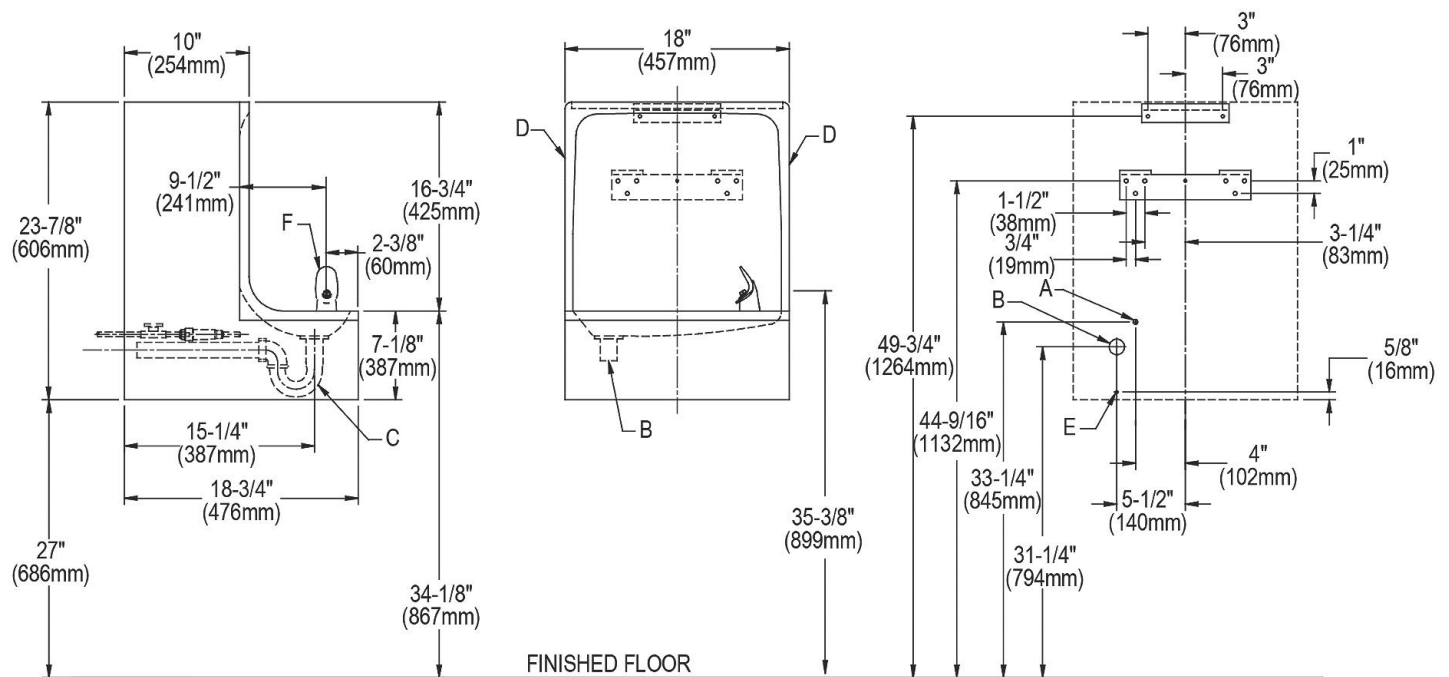 10"
(254mm)
9-1/2"
(241mm)
F
2-3/8"
(60mm)
16-3/4"
(425mm)
23-7/8"
(606mm)
7-1/8"
(387mm)
C
15-1/4"
(387mm)
18-3/4"
(476mm)
27"
(686mm)
34-1/8"
(867mm)
18"
(457mm)
D
D
B
35-3/8"
(899mm)
FINISHED FLOOR
3"
(76mm)
3"
(76mm)
1"
(25mm)
1-1/2"
(38mm)
3/4"
(19mm)
3-1/4"
(83mm)
A
B
E
49-3/4"
(1264mm)
44-9/16"
(1132mm)
33-1/4"
(845mm)
31-1/4"
(794mm)
5/8"
(16mm)
4"
(102mm)
5-1/2"
(140mm)